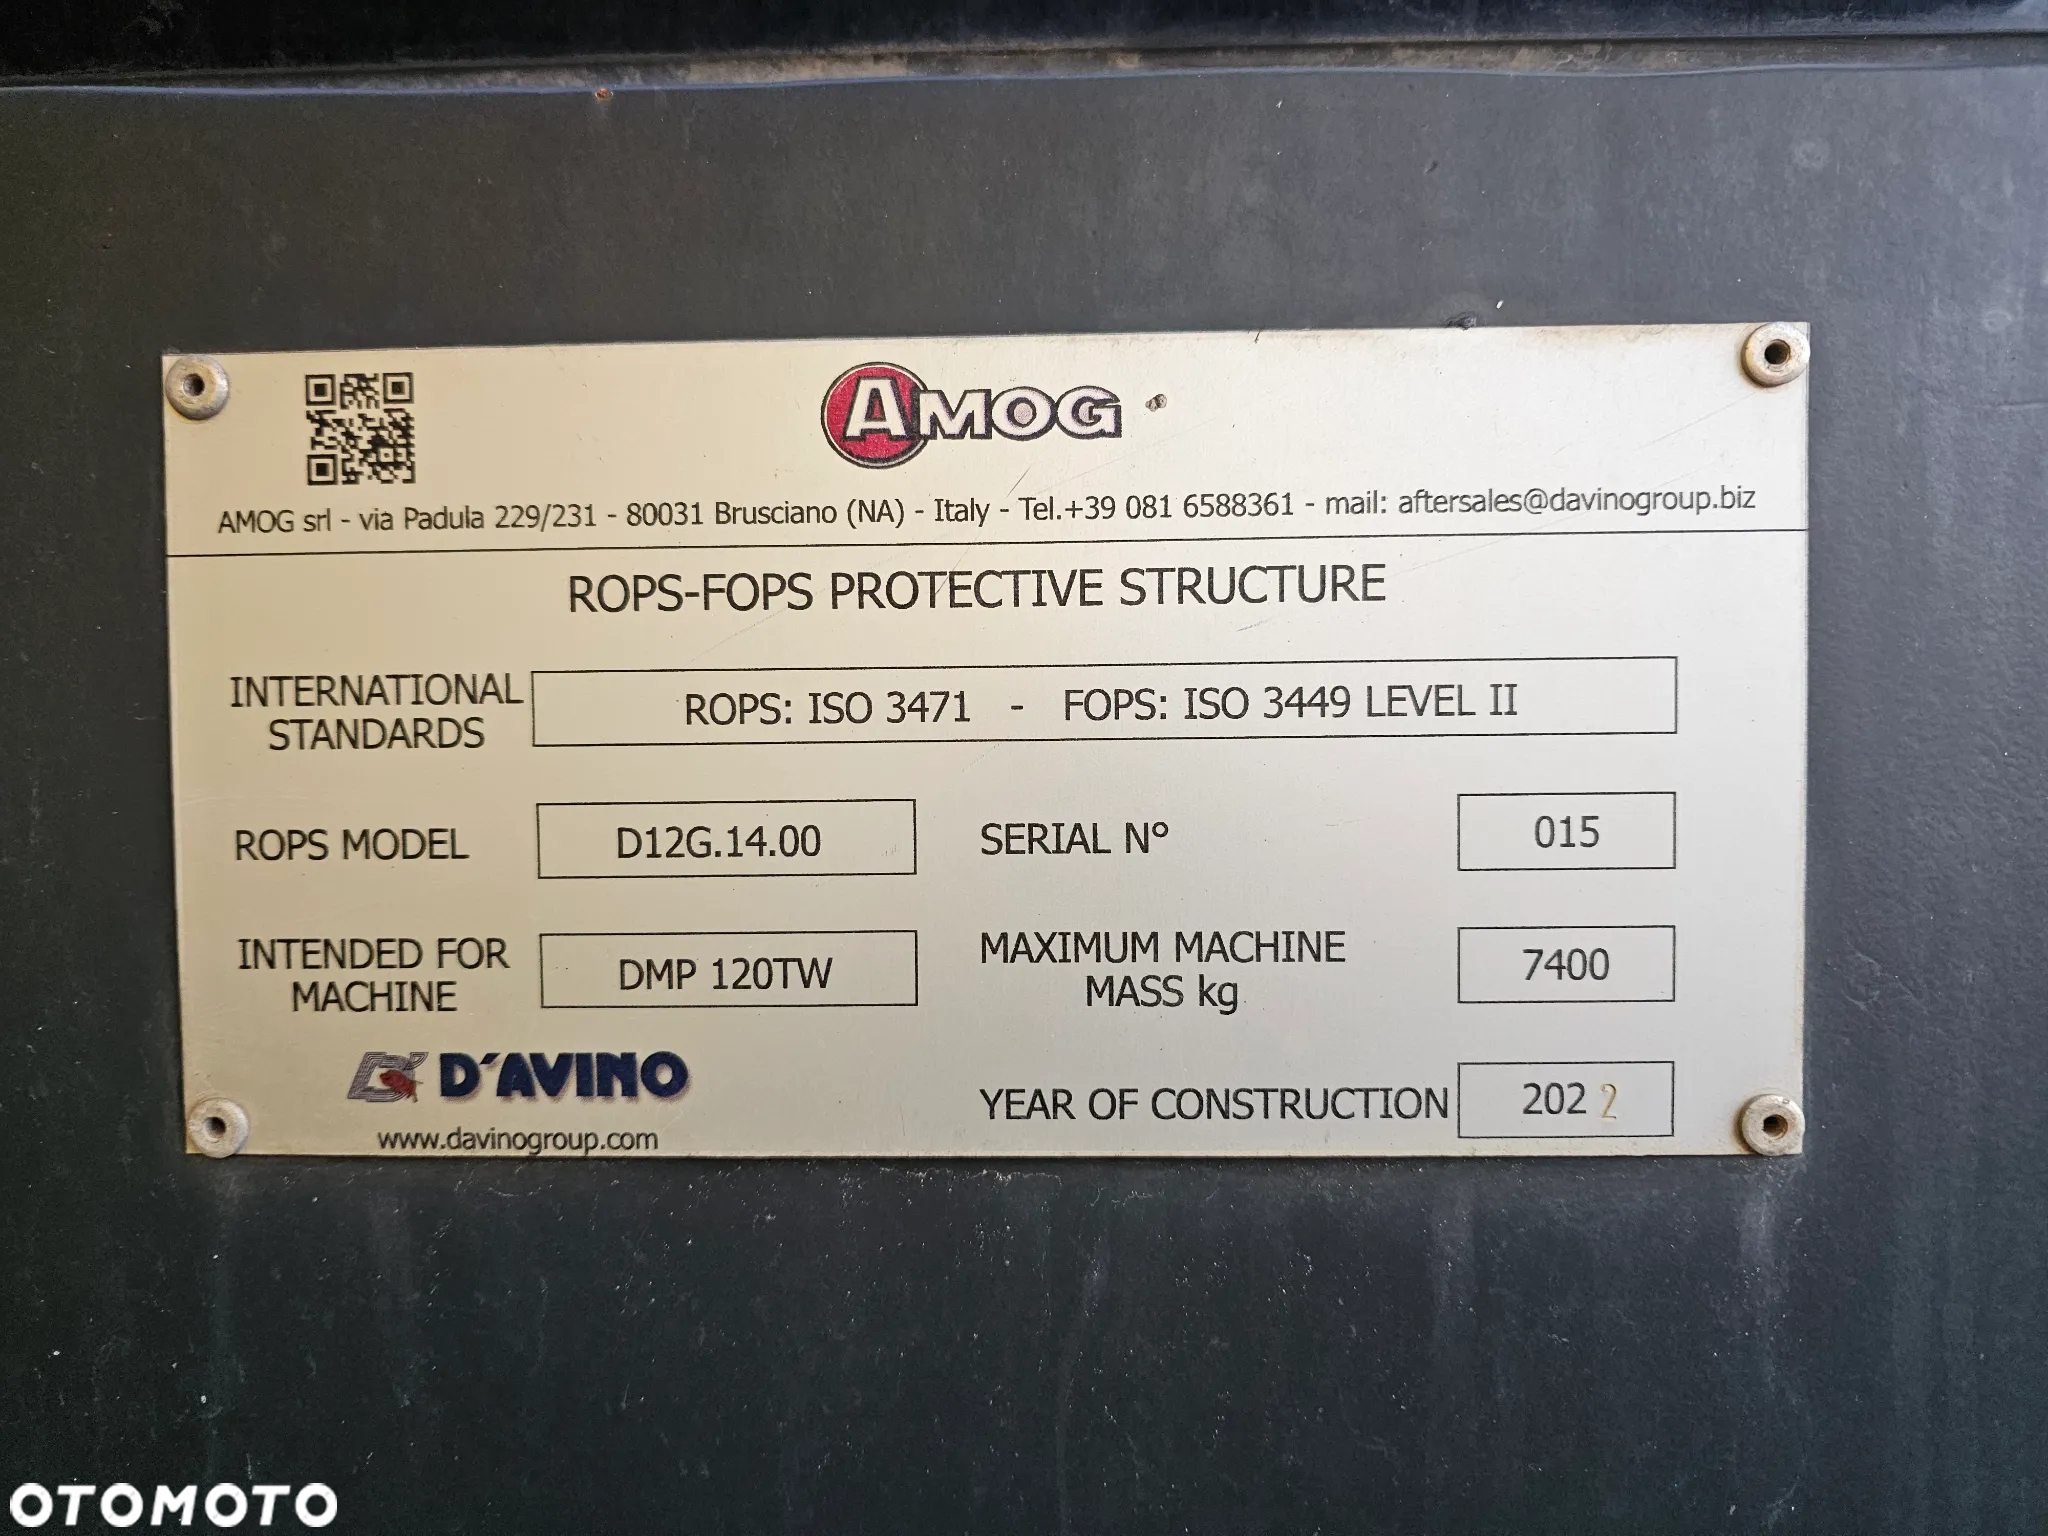 AMOG
AMOG srl - via Padula 229/231 - 80031 Brusciano (NA) - Italy - Tel.+39 081 6588361 - mail: aftersales@davinogroup.biz
ROPS-FOPS PROTECTIVE STRUCTURE
INTERNATIONAL
STANDARDS
ROPS: ISO 3471 - FOPS: ISO 3449 LEVEL II
ROPS MODEL
D12G.14.00
SERIAL N°
015
INTENDED FOR
MACHINE
DMP 120TW
MAXIMUM MACHINE
MASS kg
7400
D'AVINO
www.davinogroup.com
YEAR OF CONSTRUCTION
2022
OTOMOTO